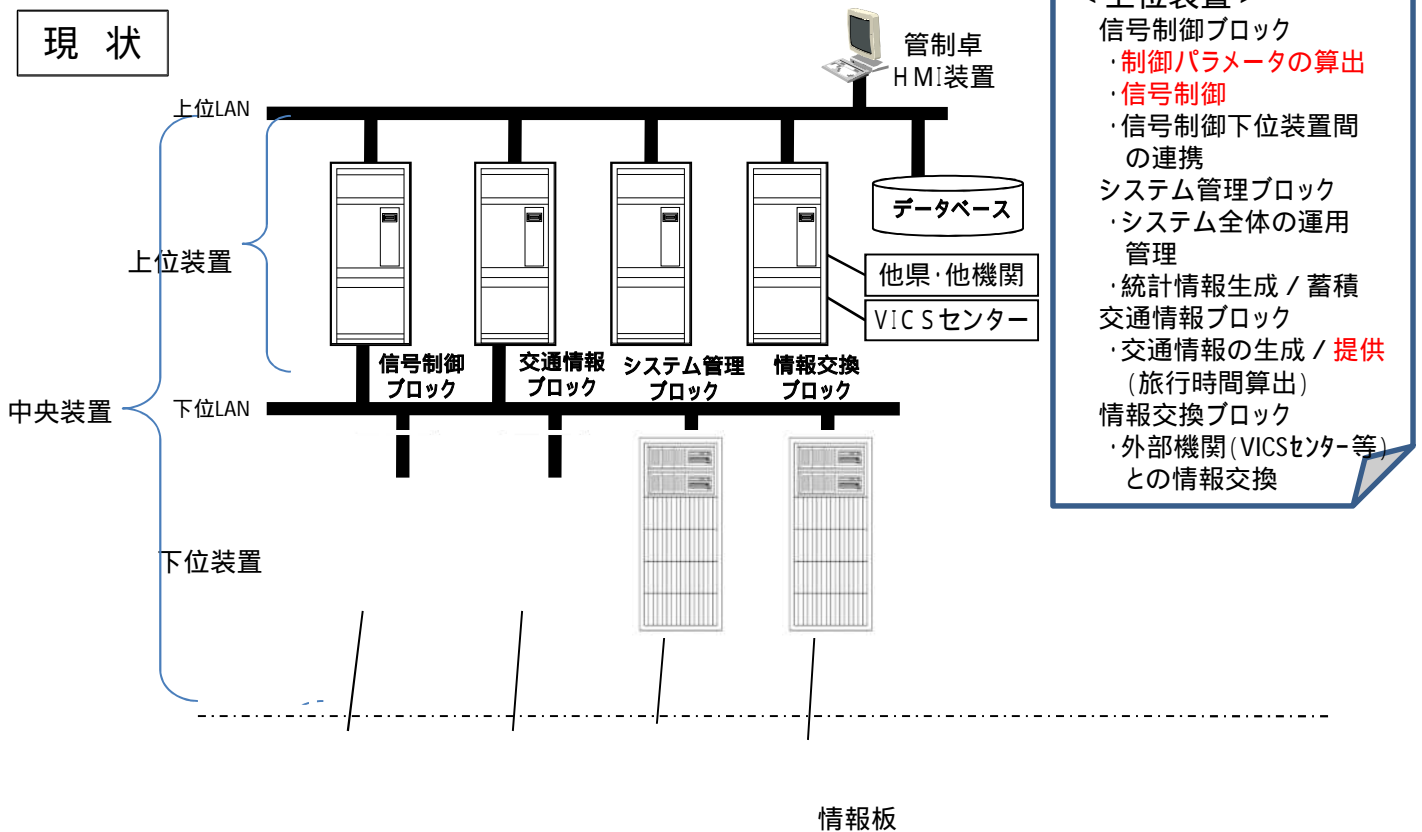 現 状
管制卓
HMI装置
上位LAN
データベース
上位装置
他県・他機関
VICSセンター
信号制御
ブロック
交通情報
ブロック
システム管理
ブロック
情報交換
ブロック
中央装置
下位LAN
下位装置
情報板
<上位装置>
信号制御ブロック
・制御パラメータの算出
・信号制御
・信号制御下位装置間
の連携
システム管理ブロック
・システム全体の運用
管理
・統計情報生成/蓄積
交通情報ブロック
・交通情報の生成/提供
(旅行時間算出)
情報交換ブロック
・外部機関(VICSセンター等)
との情報交換